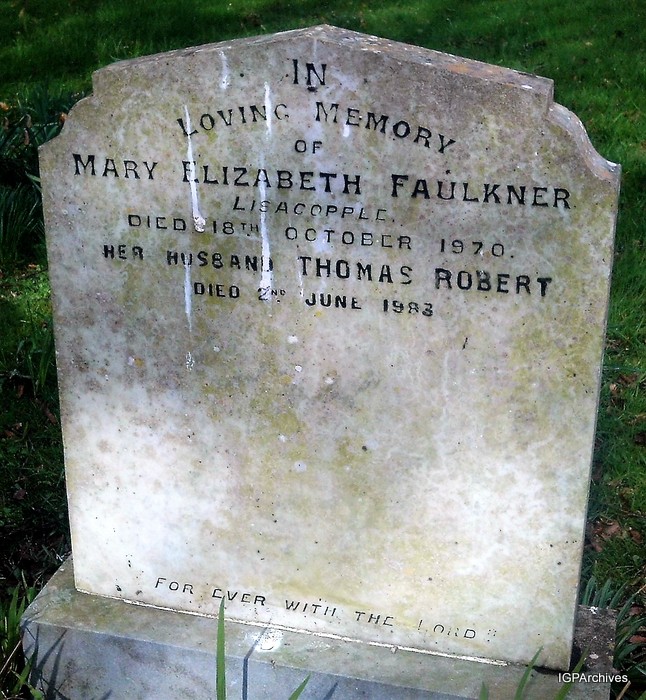 IN
LOVING MEMORY
OF
MARY ELIZABETH FAULKNER
LISACOPPLE.
DIED 18TH OCTOBER 1970.
HER HUSBAND THOMAS ROBERT
DIED 2ND JUNE 1983
"FOR EVER WITH THE LORD"
IGPArchives